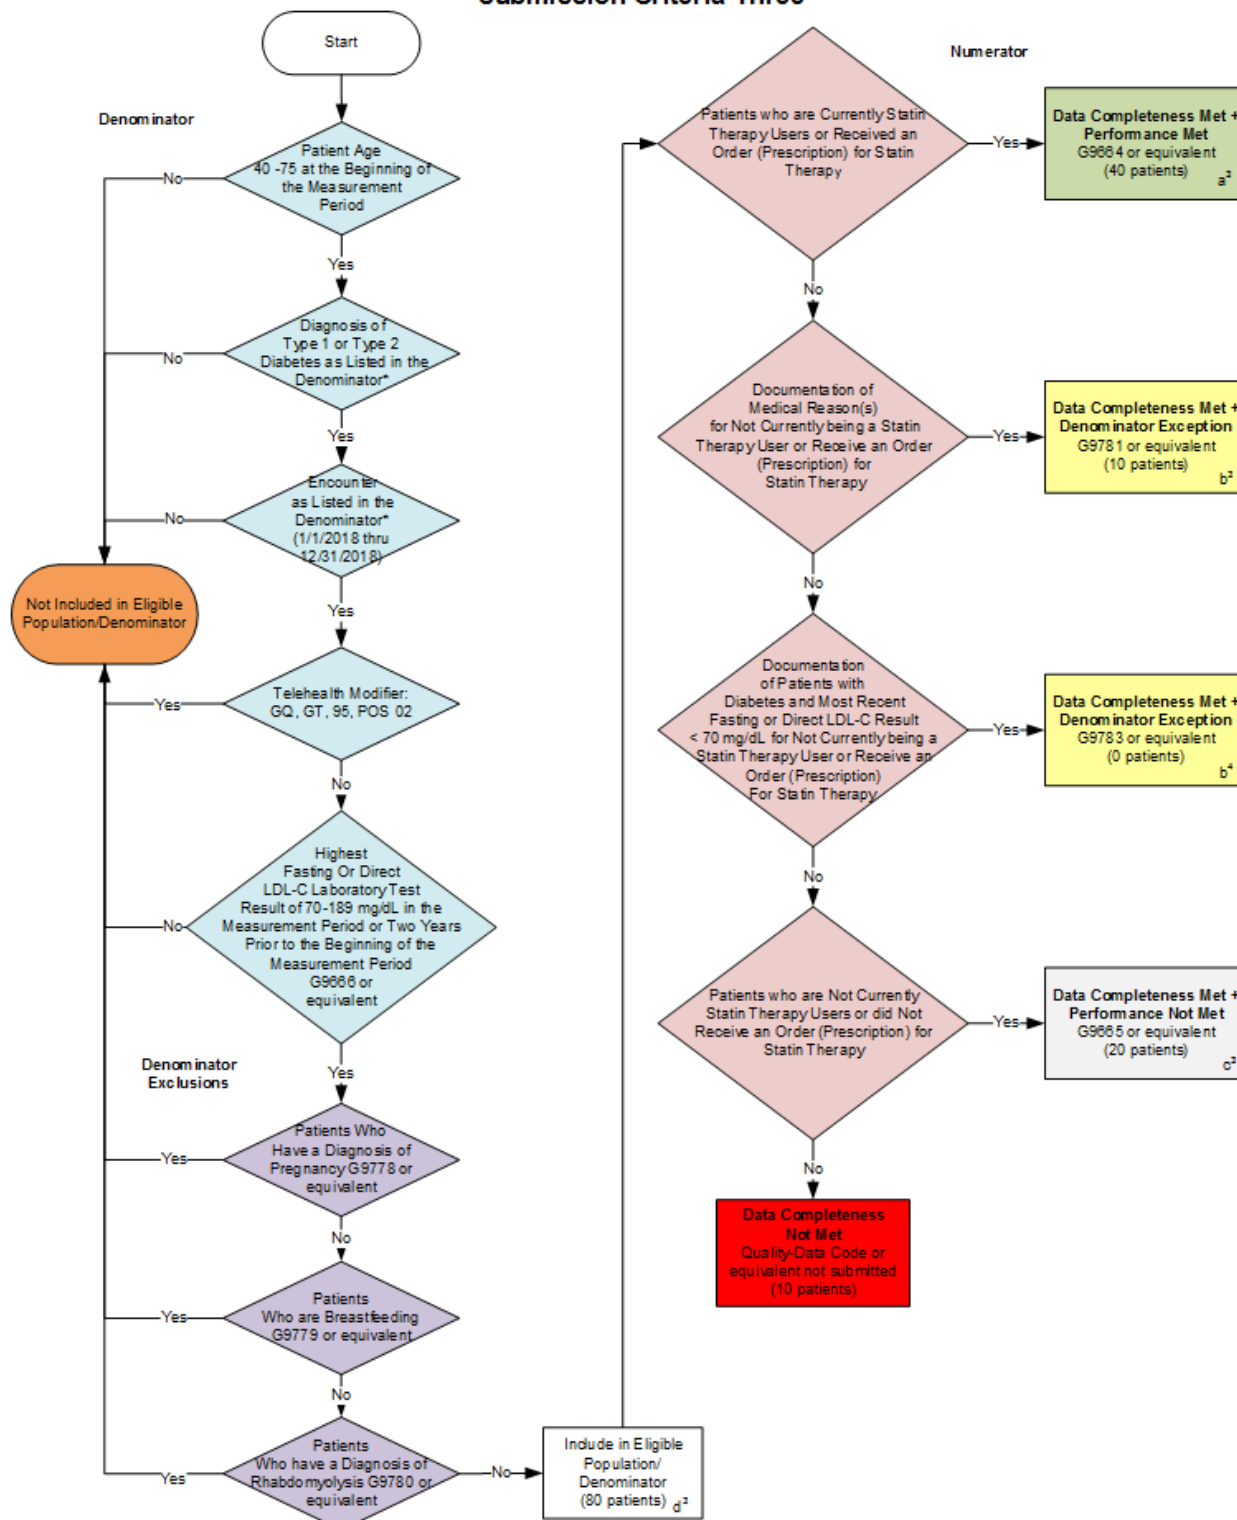 Submission Criteria Three
Start
Denominator
Patient Age
40 -75 at the Beginning of
the Measurement
Period
No
Yes
Diagnosis of
Type 1 or Type 2
Diabetes as Listed in the
Denominator*
No
Yes
Encounter
as Listed in the
Denominator*
(1/1/2018 thru
12/31/2018)
No
Yes
Not Included in Eligible
Population/Denominator
Telehealth Modifier:
GQ, GT, 95, POS 02
Yes
No
Highest
Fasting Or Direct
LDL-C Laboratory Test
Result of 70-189 mg/dL in the
Measurement Period or Two Years
Prior to the Beginning of the
Measurement Period
G9666 or
equivalent
No
Yes
Denominator
Exclusions
Patients Who
Have a Diagnosis of
Pregnancy G9778 or
equivalent
Yes
No
Patients
Who are Breastfeeding
G9779 or equivalent
Yes
No
Patients
Who have a Diagnosis of
Rhabdomyolysis G9780 or
equivalent
Yes
No
Include in Eligible
Population/
Denominator
(80 patients) d³
Numerator
Patients who are Currently Statin
Therapy Users or Received an
Order (Prescription) for Statin
Therapy
Yes
Data Completeness Met +
Performance Met
G9664 or equivalent
(40 patients)
a³
No
Documentation of
Medical Reason(s)
for Not Currently being a Statin
Therapy User or Receive an Order
(Prescription) for
Statin Therapy
Yes
Data Completeness Met +
Denominator Exception
G9781 or equivalent
(10 patients)
b³
No
Documentation
of Patients with
Diabetes and Most Recent
Fasting or Direct LDL-C Result
< 70 mg/dL for Not Currently being a
Statin Therapy User or Receive an
Order (Prescription)
For Statin Therapy
Yes
Data Completeness Met +
Denominator Exception
G9783 or equivalent
(0 patients)
b⁴
No
Patients who are Not Currently
Statin Therapy Users or did Not
Receive an Order (Prescription) for
Statin Therapy
Yes
Data Completeness Met +
Performance Not Met
G9665 or equivalent
(20 patients)
c³
No
Data Completeness
Not Met
Quality-Data Code or
equivalent not submitted
(10 patients)